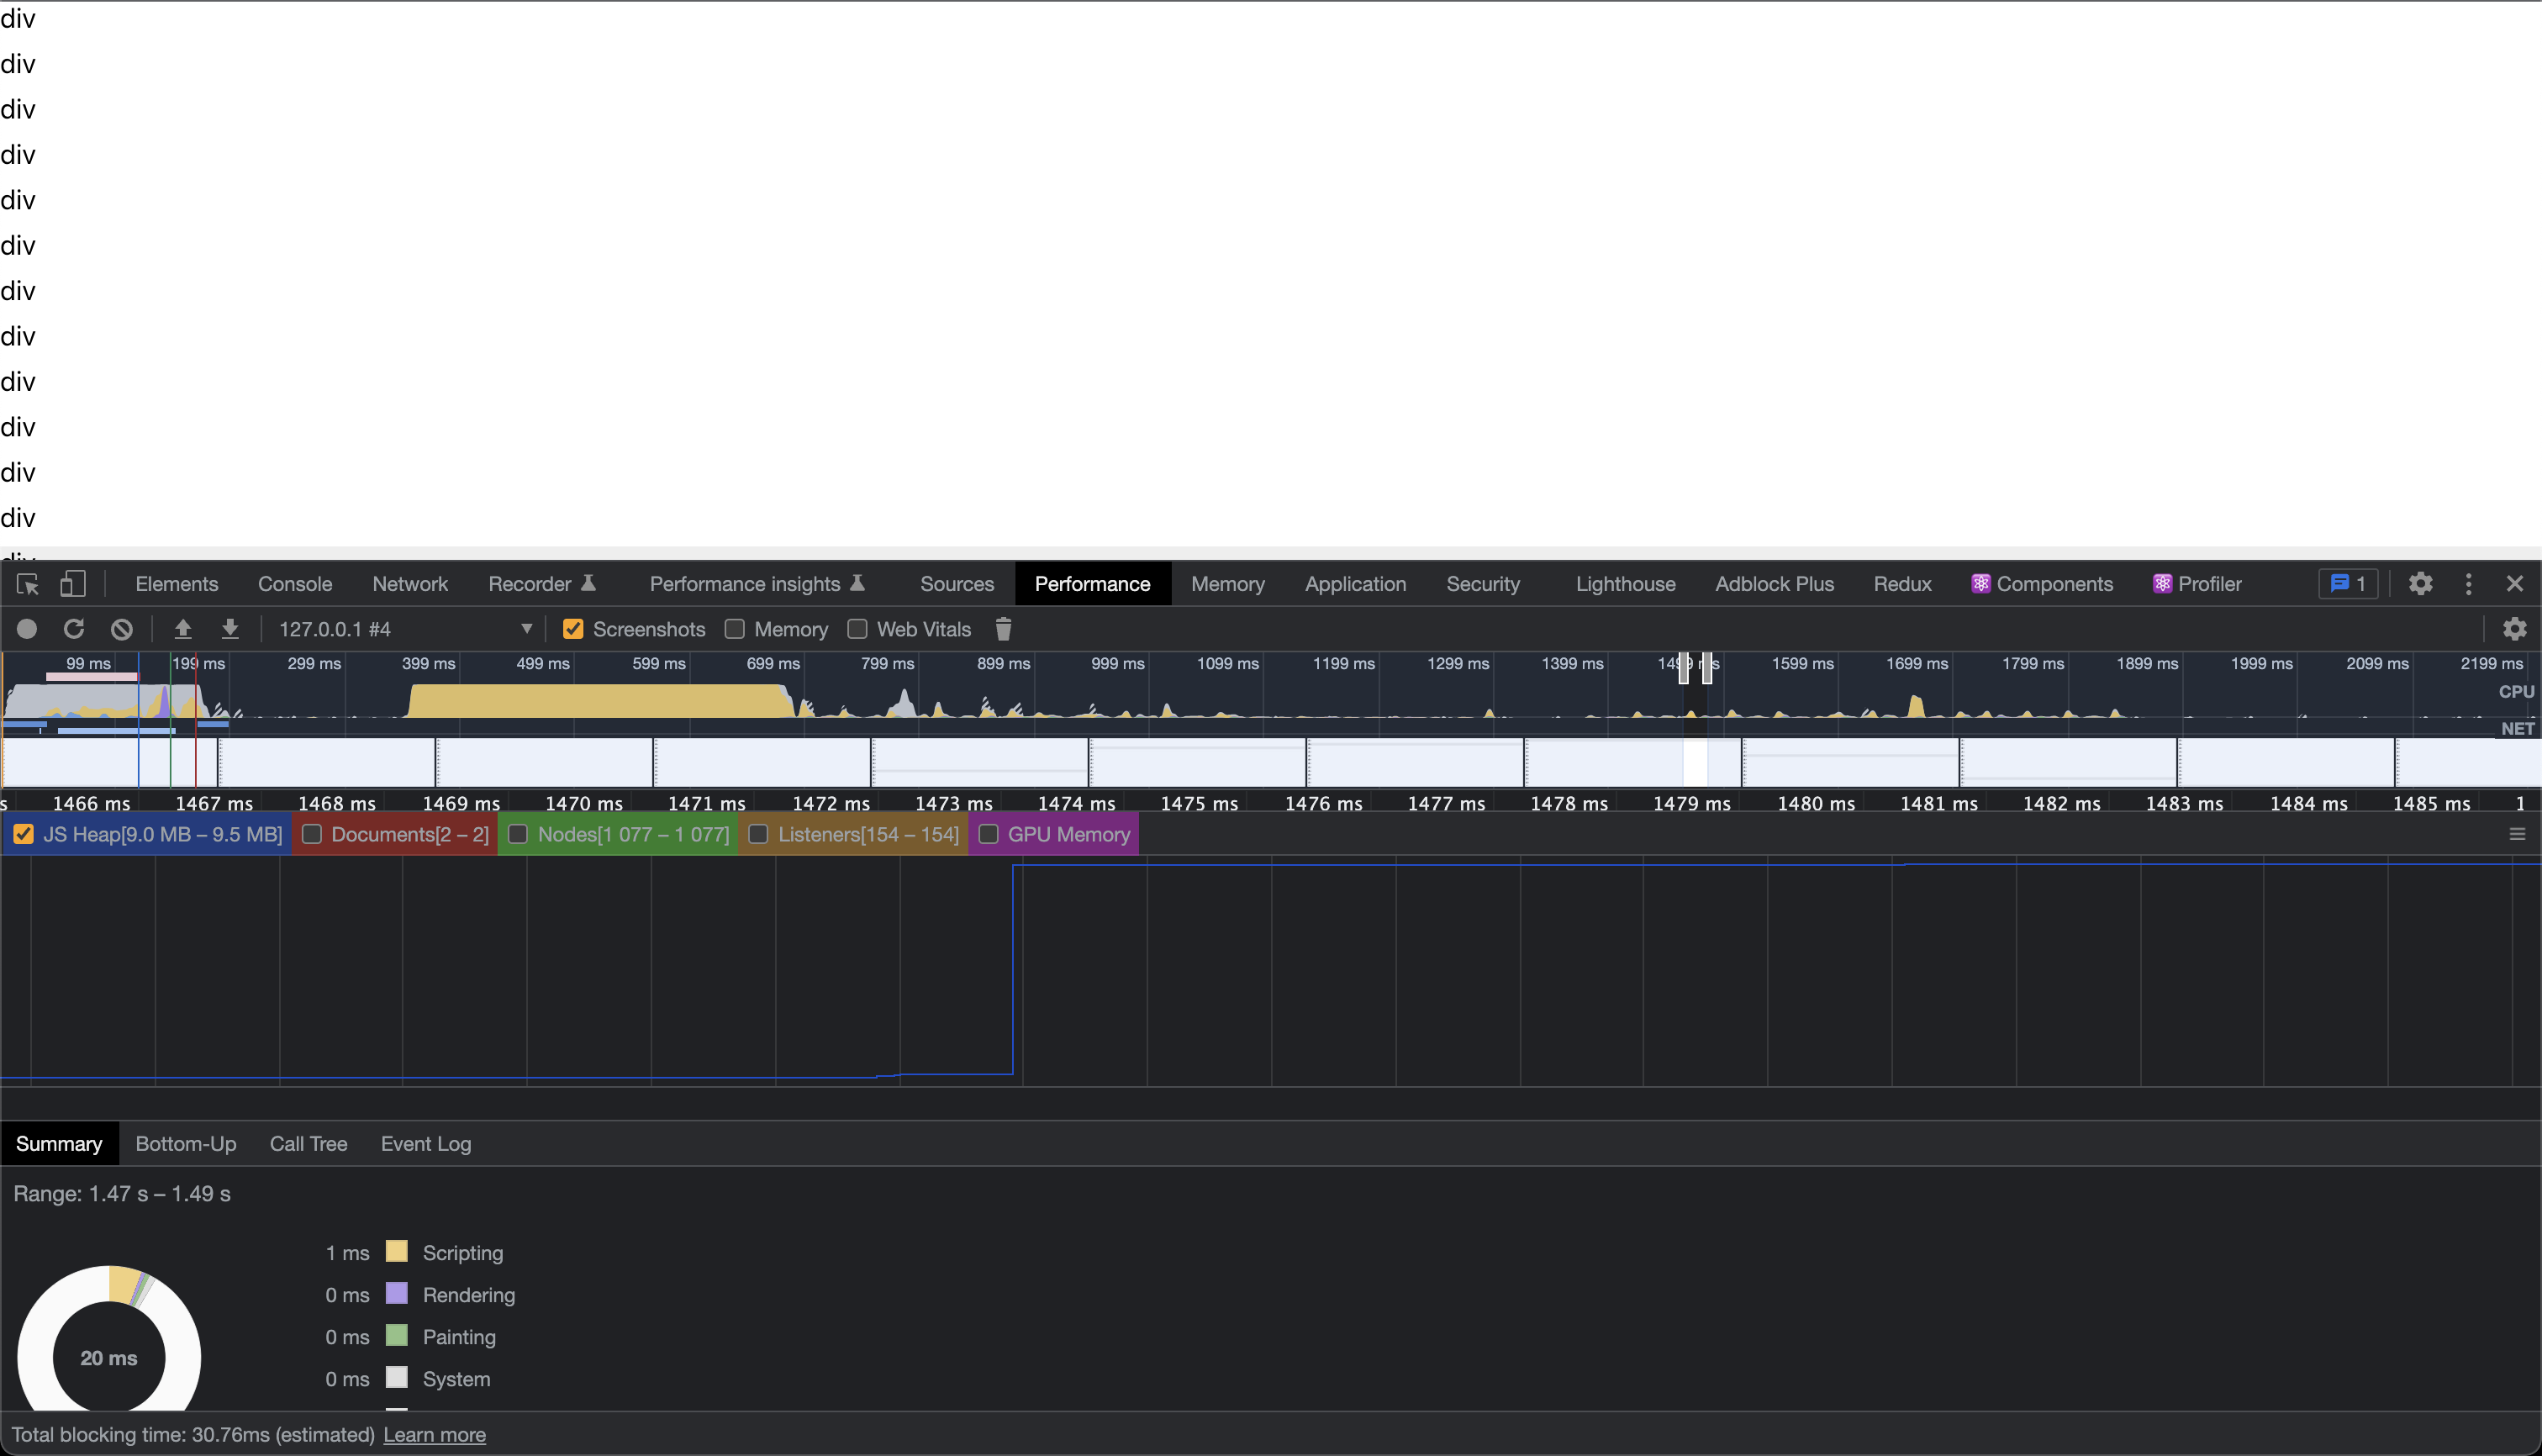 div
div
div
div
div
div
div
div
div
div
div
div
div
Elements Console Network Recorder Performance insights Sources Performance Memory Application Security Lighthouse Adblock Plus Redux Components Profiler 1
127.0.0.1 #4 Screenshots Memory Web Vitals
99 ms 199 ms 299 ms 399 ms 499 ms 599 ms 699 ms 799 ms 899 ms 999 ms 1099 ms 1199 ms 1299 ms 1399 ms 1499 ms 1599 ms 1699 ms 1799 ms 1899 ms 1999 ms 2099 ms 2199 ms
CPU
NET
s 1466 ms 1467 ms 1468 ms 1469 ms 1470 ms 1471 ms 1472 ms 1473 ms 1474 ms 1475 ms 1476 ms 1477 ms 1478 ms 1479 ms 1480 ms 1481 ms 1482 ms 1483 ms 1484 ms 1485 ms 1
JS Heap[9.0 MB – 9.5 MB] Documents[2 – 2] Nodes[1 077 – 1 077] Listeners[154 – 154] GPU Memory
Summary Bottom-Up Call Tree Event Log
Range: 1.47 s – 1.49 s
1 ms Scripting
0 ms Rendering
0 ms Painting
20 ms
0 ms System
Total blocking time: 30.76ms (estimated) Learn more